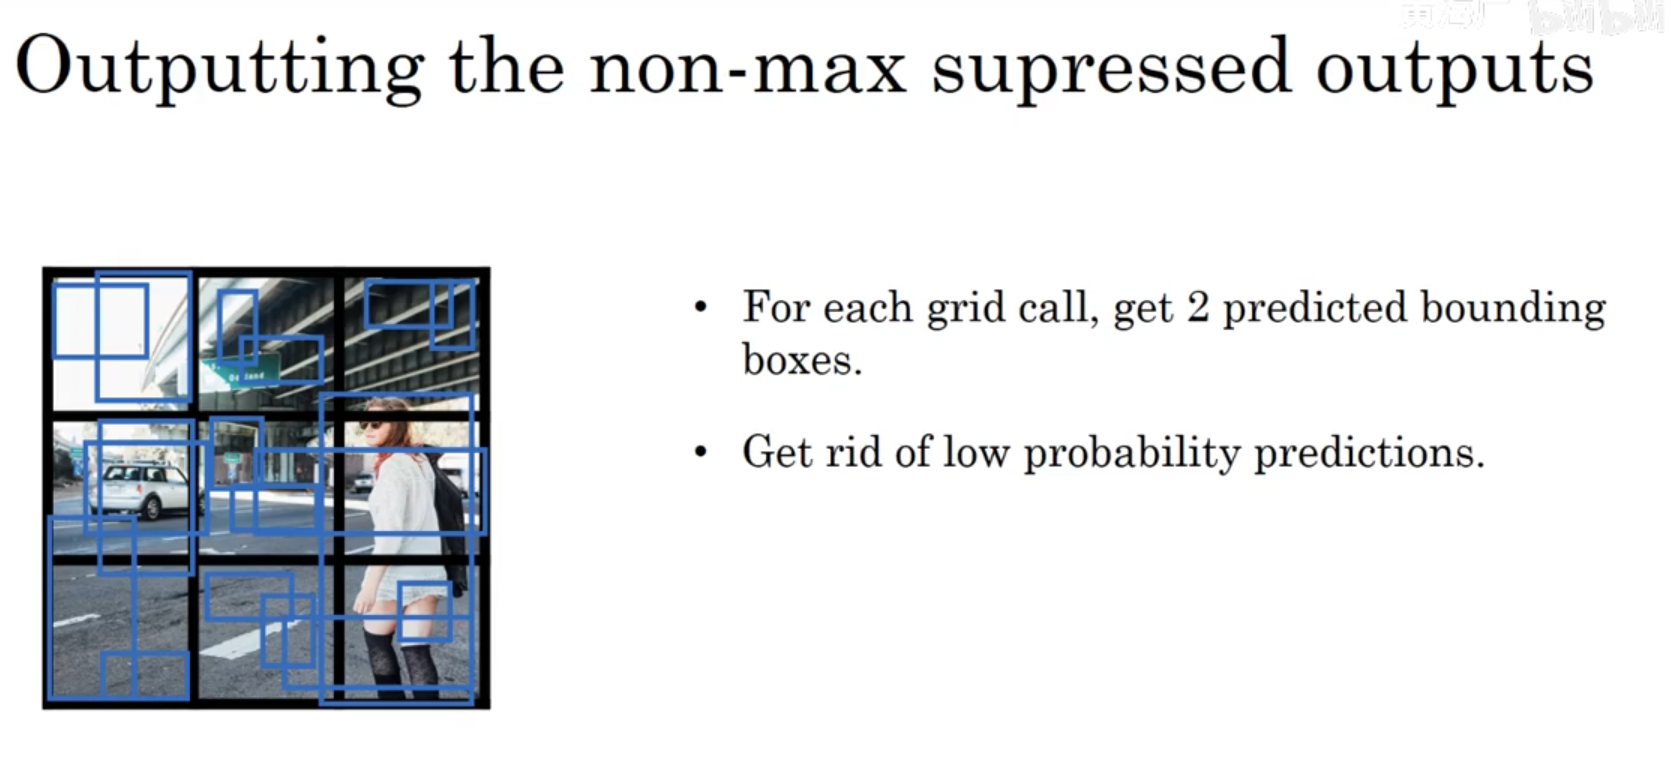 Outputting the non-max supressed outputs
• For each grid call, get 2 predicted bounding
boxes.
• Get rid of low probability predictions.
bilibili